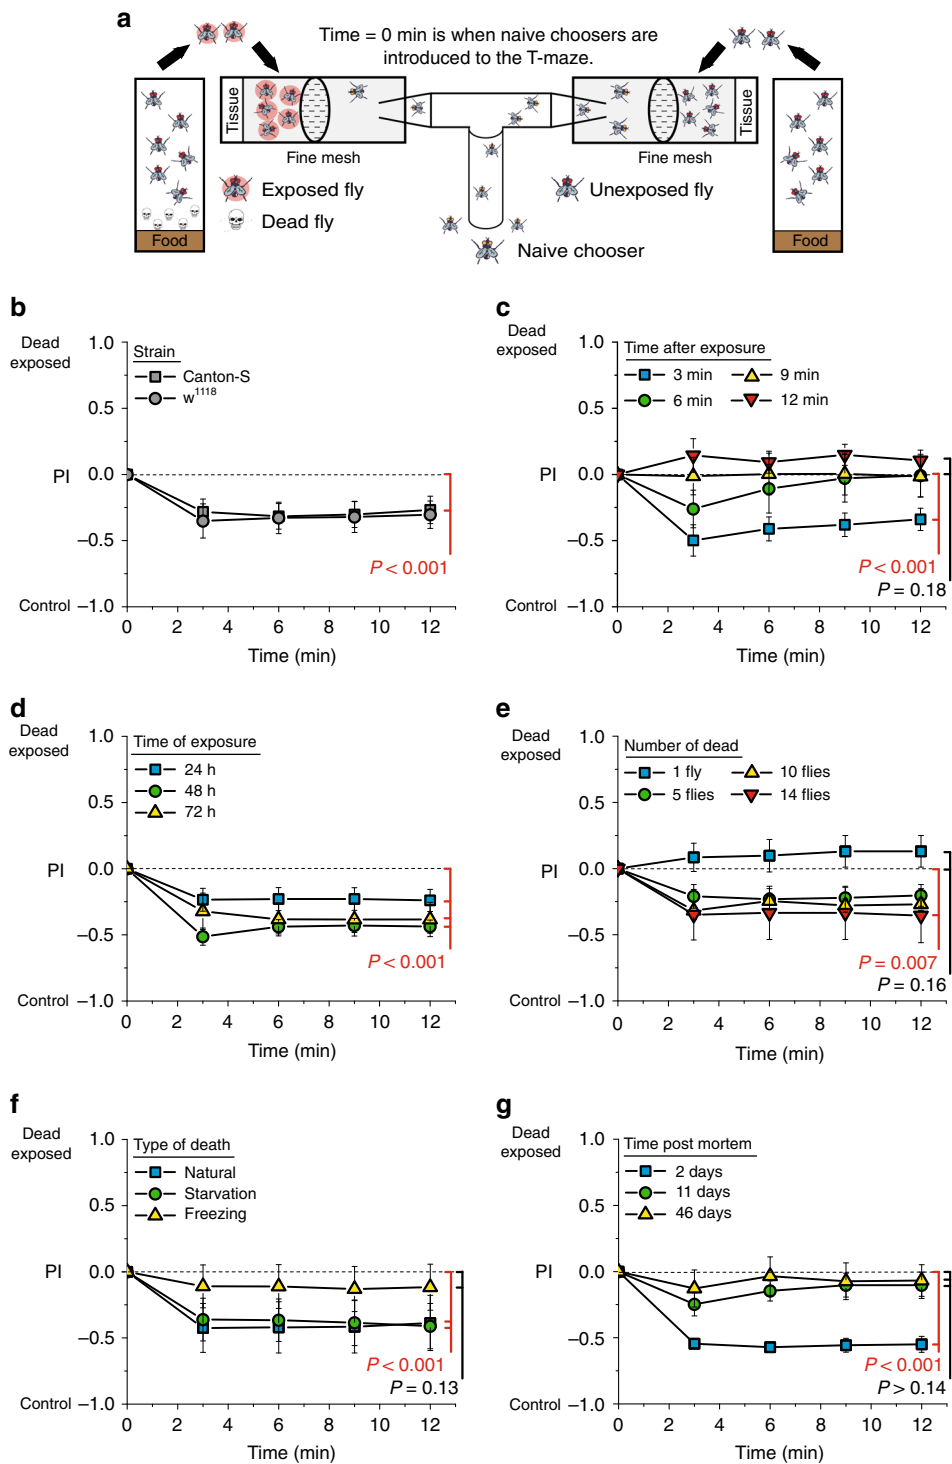 a
Time = 0 min is when naive choosers are
introduced to the T-maze.
Tissue
Tissue
Fine mesh
Fine mesh
Exposed fly
Dead fly
Unexposed fly
Naive chooser
Food
Food
b
Dead
exposed
1.0
0.5
PI
0.0
–0.5
Control
–1.0
Strain
Canton-S
w1118
P < 0.001
0
2
4
6
8
10
12
Time (min)
c
Dead
exposed
1.0
0.5
PI
0.0
–0.5
Control
–1.0
Time after exposure
3 min
9 min
6 min
12 min
P < 0.001
P = 0.18
0
2
4
6
8
10
12
Time (min)
d
Dead
exposed
1.0
0.5
PI
0.0
–0.5
Control
–1.0
Time of exposure
24 h
48 h
72 h
P < 0.001
0
2
4
6
8
10
12
Time (min)
e
Dead
exposed
1.0
0.5
PI
0.0
–0.5
Control
–1.0
Number of dead
1 fly
10 flies
5 flies
14 flies
P = 0.007
P = 0.16
0
2
4
6
8
10
12
Time (min)
f
Dead
exposed
1.0
0.5
PI
0.0
–0.5
Control
–1.0
Type of death
Natural
Starvation
Freezing
P < 0.001
P = 0.13
0
2
4
6
8
10
12
Time (min)
g
Dead
exposed
1.0
0.5
PI
0.0
–0.5
Control
–1.0
Time post mortem
2 days
11 days
46 days
P < 0.001
P > 0.14
0
2
4
6
8
10
12
Time (min)